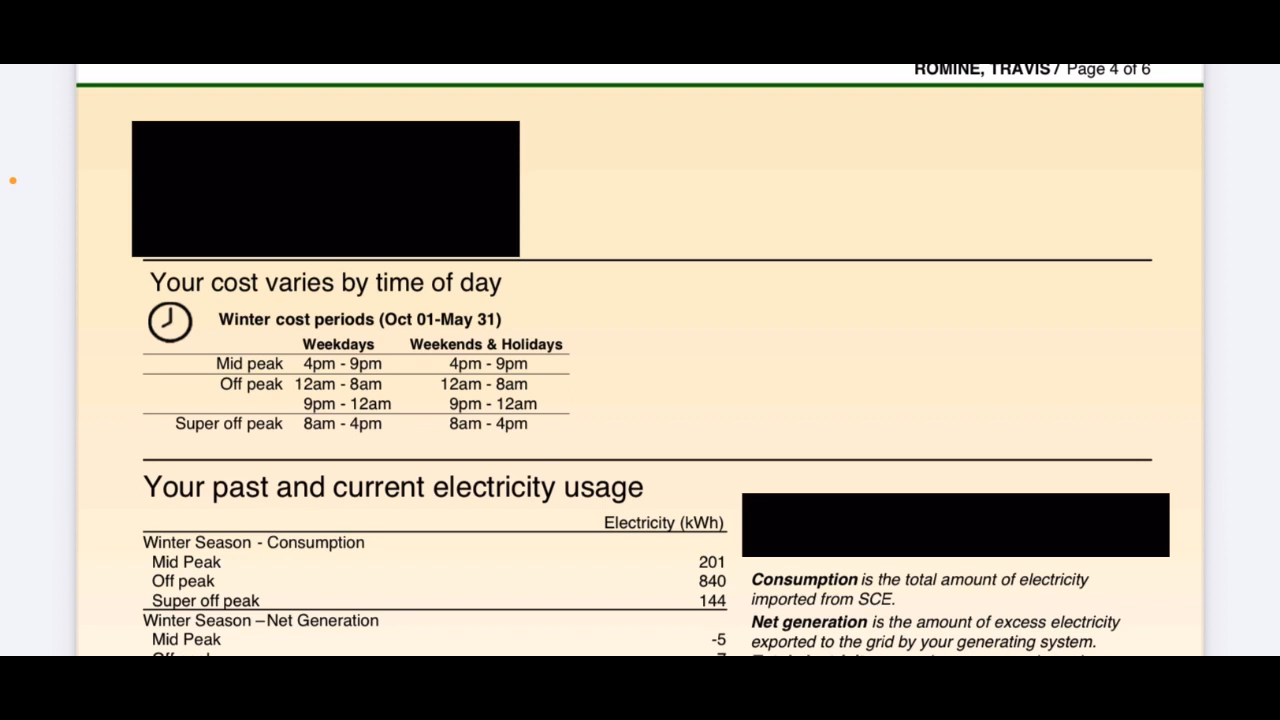 ROMINE, TRAVIS / Page 4 of 6
Your cost varies by time of day
Winter cost periods (Oct 01-May 31)
Weekdays Weekends & Holidays
Mid peak 4pm - 9pm 4pm - 9pm
Off peak 12am - 8am 12am - 8am
9pm - 12am 9pm - 12am
Super off peak 8am - 4pm 8am - 4pm
Your past and current electricity usage
Electricity (kWh)
Winter Season - Consumption
Mid Peak 201
Off peak 840
Super off peak 144
Winter Season –Net Generation
Mid Peak -5
Consumption is the total amount of electricity
imported from SCE.
Net generation is the amount of excess electricity
exported to the grid by your generating system.